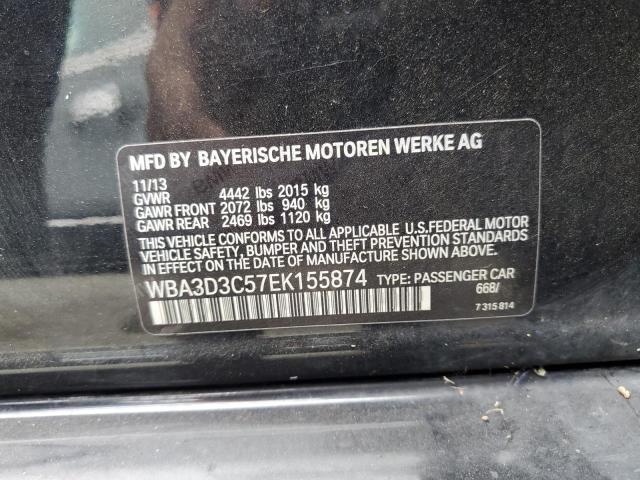 MFD BY BAYERISCHE MOTOREN WERKE AG
11/13
GVWR 4442 lbs 2015 kg
GAWR FRONT 2072 lbs 940 kg
GAWR REAR 2469 lbs 1120 kg
THIS VEHICLE CONFORMS TO ALL APPLICABLE U.S.FEDERAL MOTOR
VEHICLE SAFETY, BUMPER AND THEFT PREVENTION STANDARDS
IN EFFECT ON THE DATE OF MANUFACTURE SHOWN ABOVE.
WBA3D3C57EK155874 TYPE: PASSENGER CAR
668/
7 315 814